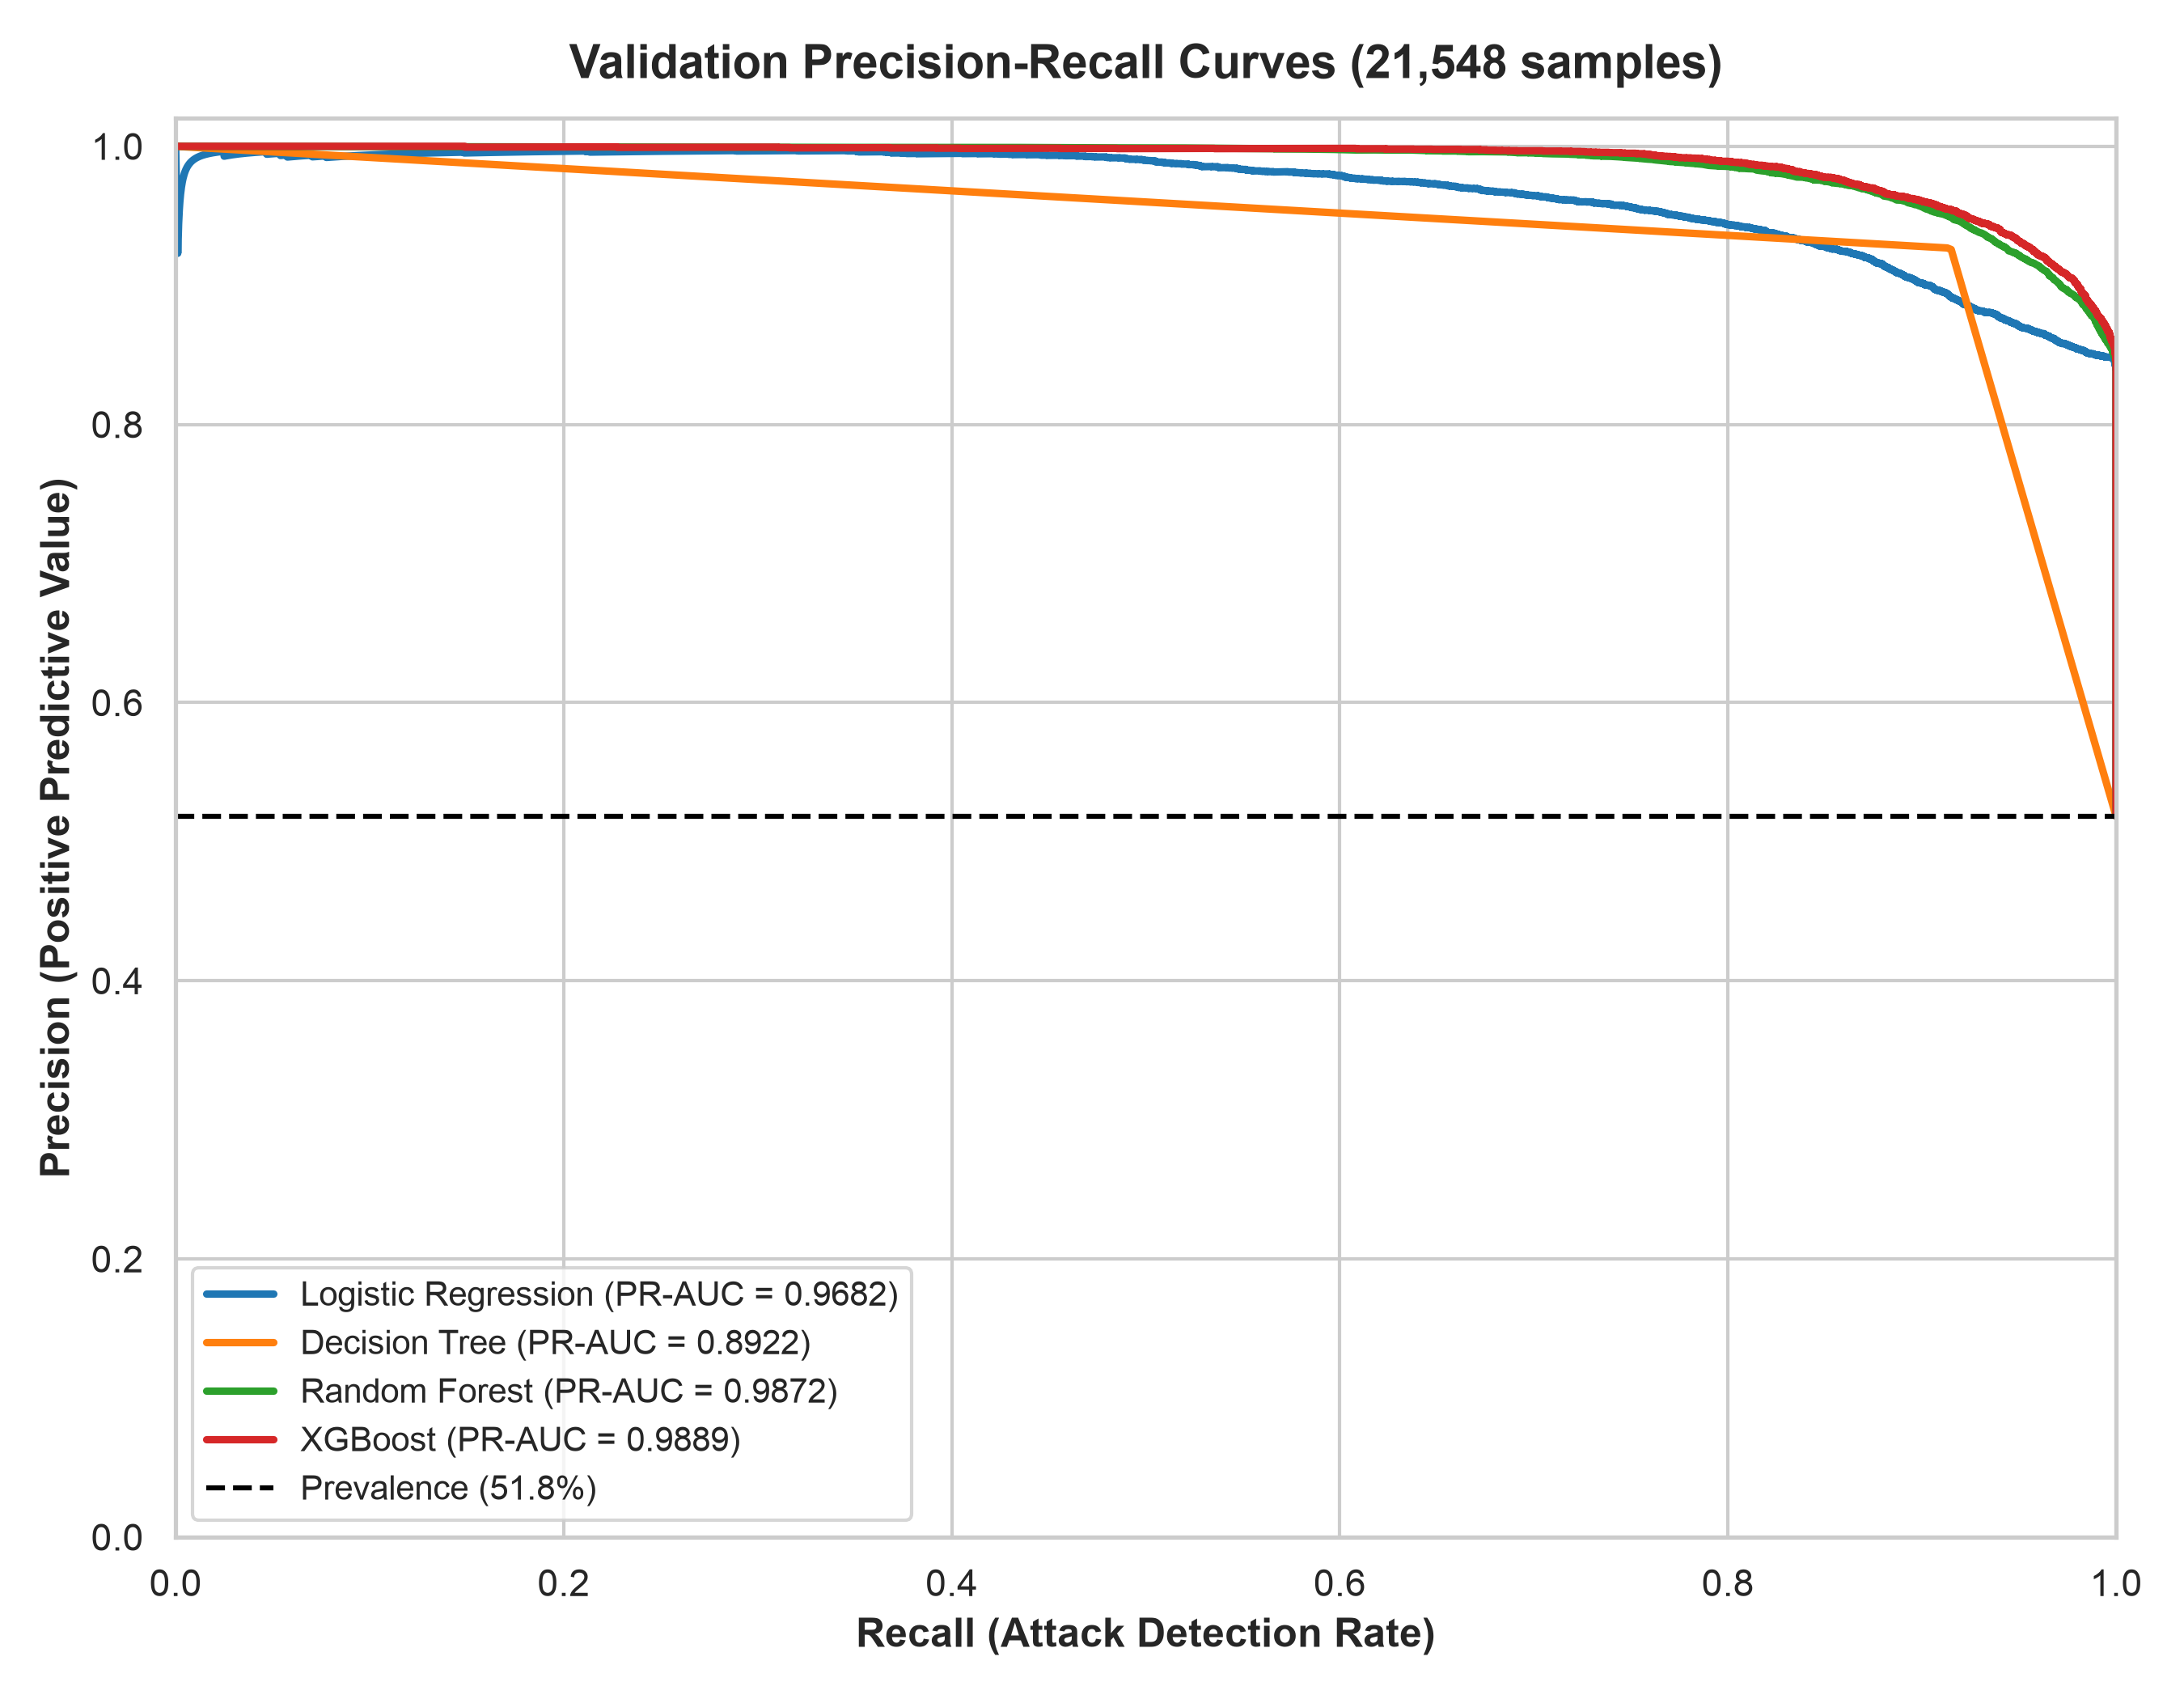 Validation Precision-Recall Curves (21,548 samples)
Precision (Positive Predictive Value)
1.0
0.8
0.6
0.4
0.2
0.0
Logistic Regression (PR-AUC = 0.9682)
Decision Tree (PR-AUC = 0.8922)
Random Forest (PR-AUC = 0.9872)
XGBoost (PR-AUC = 0.9889)
Prevalence (51.8%)
0.0 0.2 0.4 0.6 0.8 1.0
Recall (Attack Detection Rate)